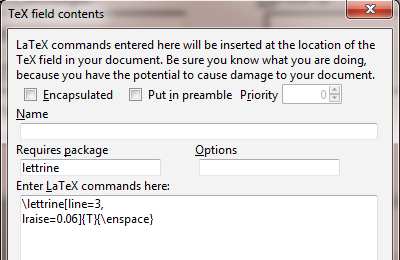 TeX field contents
LaTeX commands entered here will be inserted at the location of the
TeX field in your document. Be sure you know what you are doing,
because you have the potential to cause damage to your document.
Encapsulated Put in preamble Priority 0
Name
Requires package Options
lettrine
Enter LaTeX commands here:
\lettrine[line=3,
lraise=0.06]{T}{\enspace}